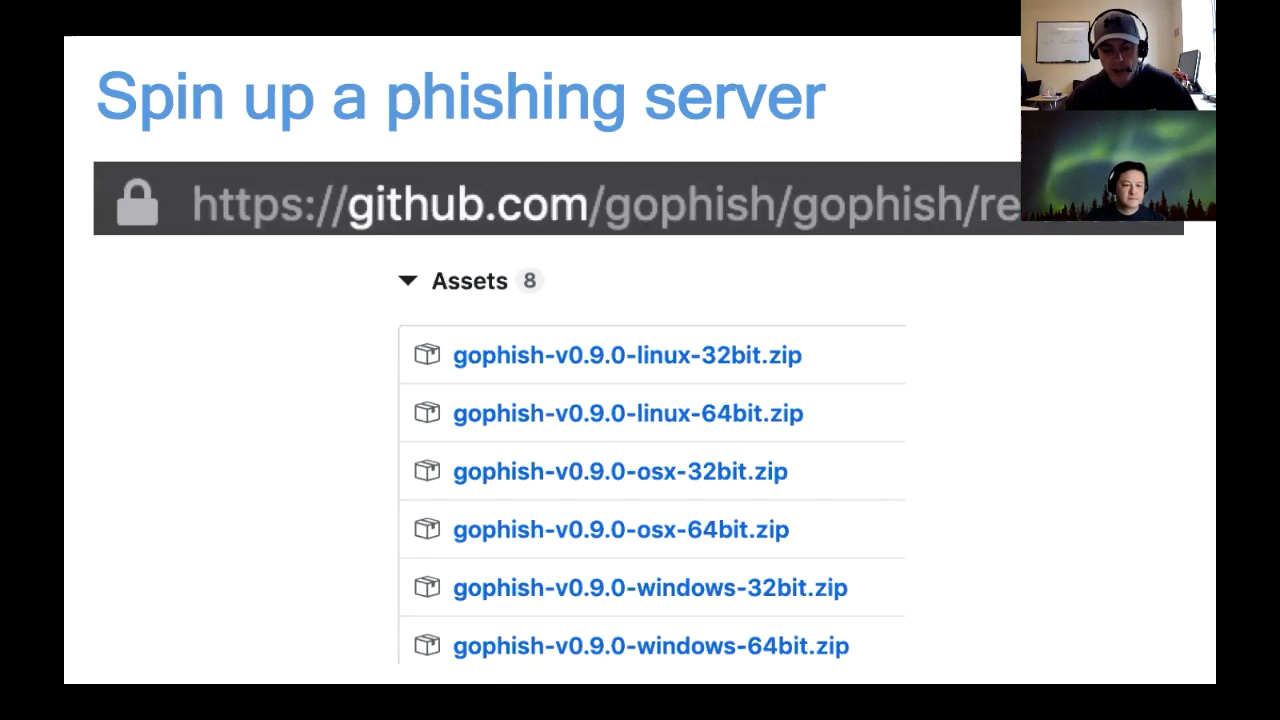 Spin up a phishing server
https://github.com/gophish/gophish/re
Assets 8
gophish-v0.9.0-linux-32bit.zip
gophish-v0.9.0-linux-64bit.zip
gophish-v0.9.0-osx-32bit.zip
gophish-v0.9.0-osx-64bit.zip
gophish-v0.9.0-windows-32bit.zip
gophish-v0.9.0-windows-64bit.zip